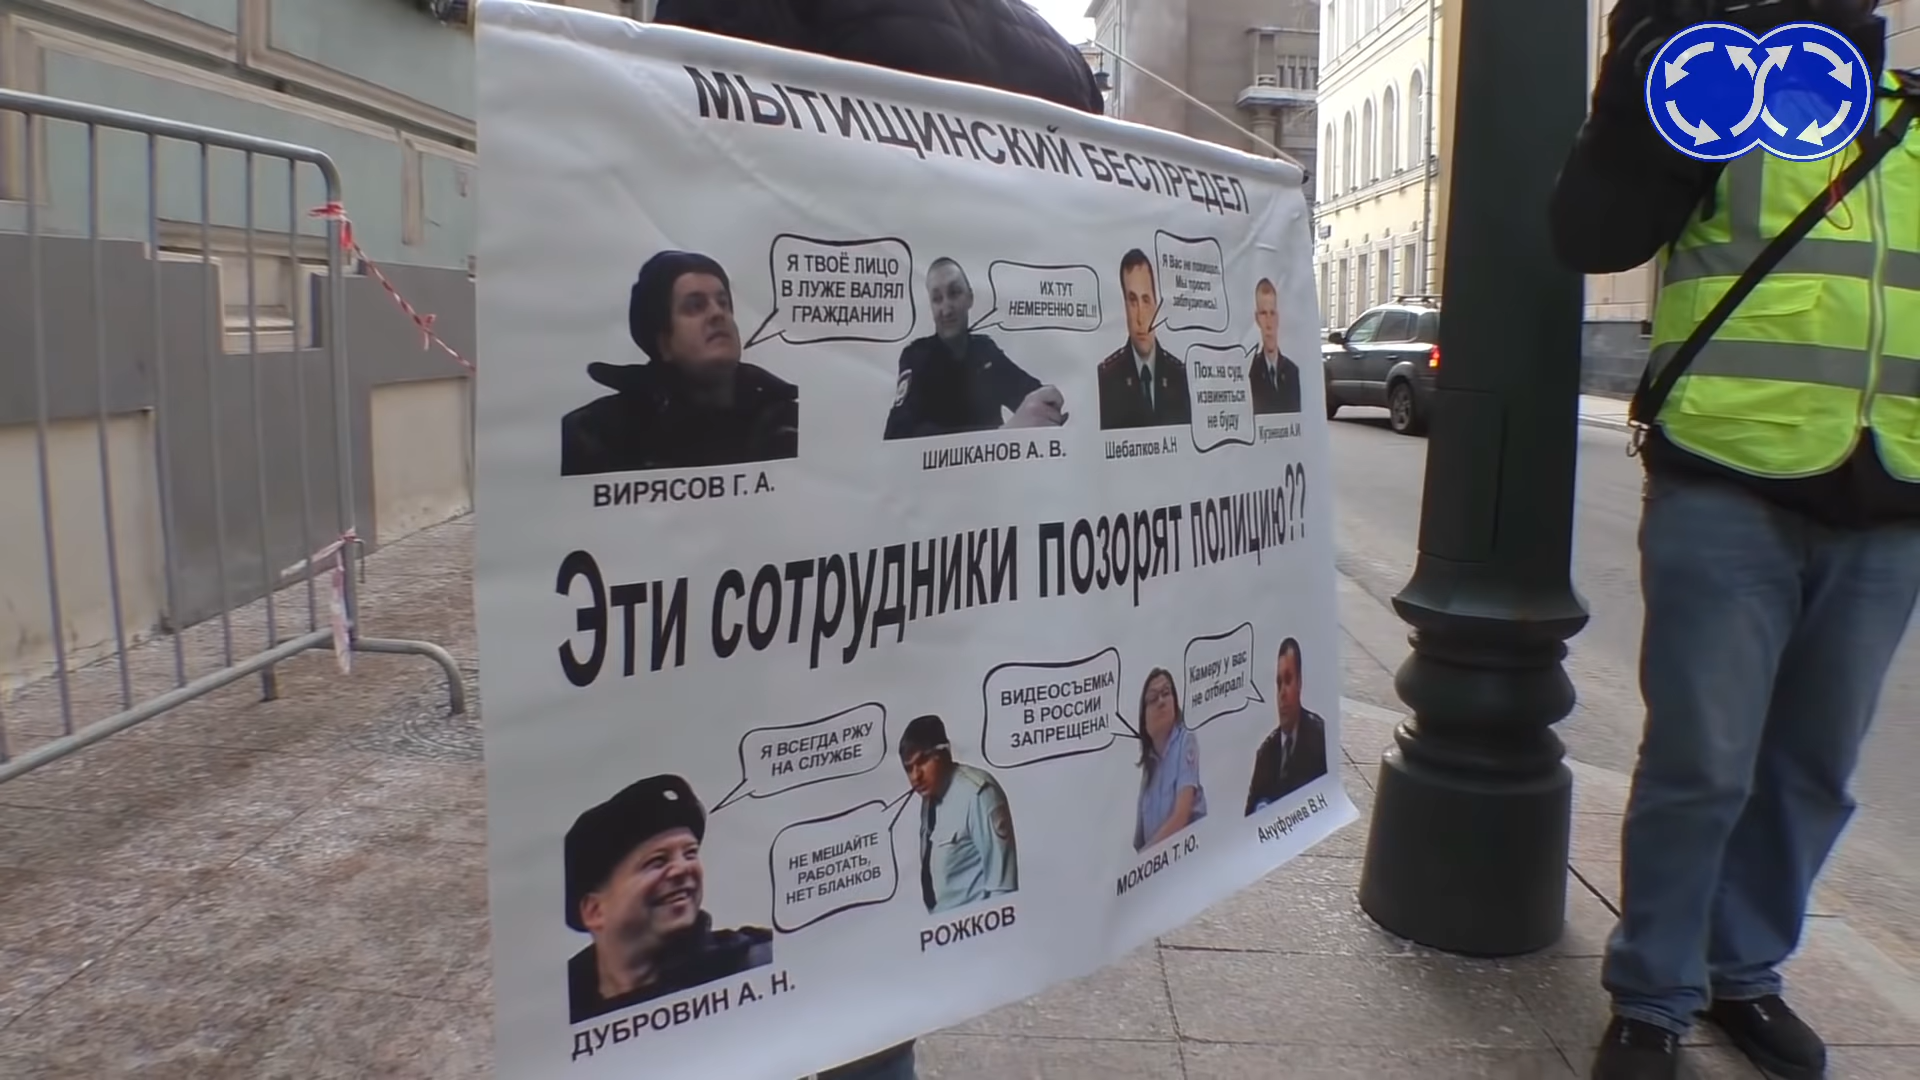 МЫТИЩИНСКИЙ БЕСПРЕДЕЛ
Я ТВОЁ ЛИЦО
В ЛУЖЕ ВАЛЯЛ
ГРАЖДАНИН
ВИРЯСОВ Г. А.
ИХ ТУТ
НЕМЕРЕННО БЛ..!!
ШИШКАНОВ А. В.
Я Вас не похищал.
Мы просто
заблудились!
Шебалков А.Н
Пох..на суд,
извиняться
не буду
Кузнецов А.И
Эти сотрудники позорят полицию??
Я ВСЕГДА РЖУ
НА СЛУЖБЕ
ДУБРОВИН А. Н.
НЕ МЕШАЙТЕ
РАБОТАТЬ,
НЕТ БЛАНКОВ
РОЖКОВ
ВИДЕОСЪЕМКА
В РОССИИ
ЗАПРЕЩЕНА!
МОХОВА Т. Ю.
Камеру у вас
не отбирал!
Ануфриев В.Н